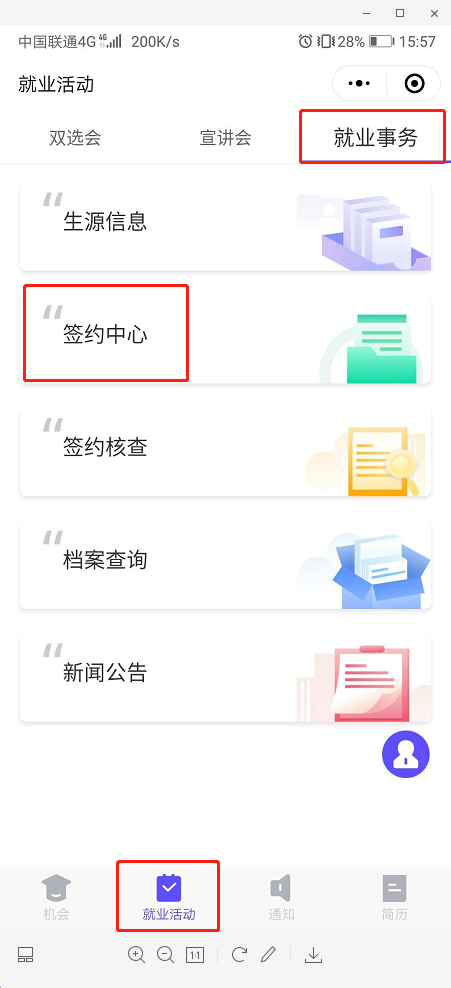 中国联通4G 4G 200K/s 28% 15:57
就业活动
双选会 宣讲会 就业事务
生源信息
签约中心
签约核查
档案查询
新闻公告
机会 就业活动 通知 简历
1:1